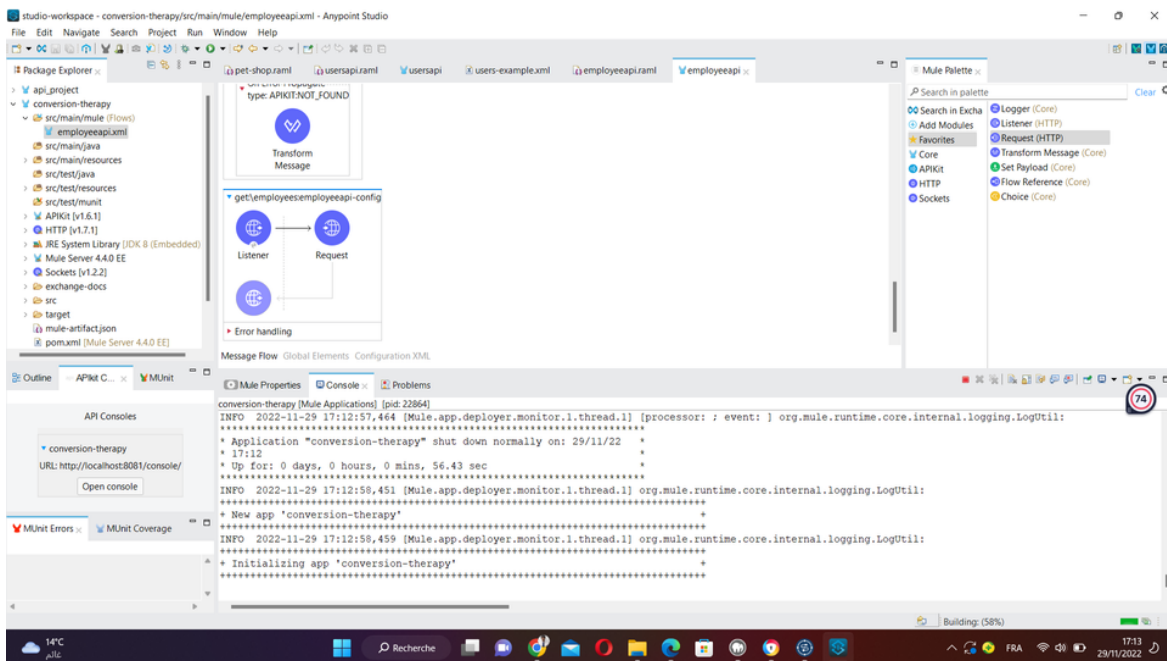 studio-workspace - conversion-therapy/src/main/mule/employeeapi.xml - Anypoint Studio
File Edit Navigate Search Project Run Window Help
Package Explorer
api_project
conversion-therapy
src/main/mule (Flows)
employeeapi.xml
src/main/java
src/main/resources
src/test/java
src/test/resources
src/test/munit
APIKit [v1.6.1]
HTTP [v1.7.1]
JRE System Library [JDK 8 (Embedded)
Mule Server 4.4.0 EE
Sockets [v1.2.2]
exchange-docs
src
target
mule-artifact.json
pom.xml [Mule Server 4.4.0 EE]
pet-shop.raml usersapi.raml usersapi users-example.xml employeeapi.raml employeeapi
On Error Propagate
type: APIKIT:NOT_FOUND
Transform
Message
get:\employees:employeeapi-config
Listener Request
Error handling
Message Flow Global Elements Configuration XML
Mule Palette
Search in palette Clear
Search in Excha
Add Modules
Favorites
Core
APIKit
HTTP
Sockets
Logger (Core)
Listener (HTTP)
Request (HTTP)
Transform Message (Core)
Set Payload (Core)
Flow Reference (Core)
Choice (Core)
Outline APIkit C... MUnit
API Consoles
conversion-therapy
URL: http://localhost:8081/console/
Open console
MUnit Errors MUnit Coverage
Mule Properties Console Problems
74
conversion-therapy [Mule Applications] [pid: 22864]
INFO 2022-11-29 17:12:57,464 [Mule.app.deployer.monitor.1.thread.1] [processor: ; event: ] org.mule.runtime.core.internal.logging.LogUtil:
* Application "conversion-therapy" shut down normally on: 29/11/22 *
* 17:12 *
* Up for: 0 days, 0 hours, 0 mins, 56.43 sec *
INFO 2022-11-29 17:12:58,451 [Mule.app.deployer.monitor.1.thread.1] org.mule.runtime.core.internal.logging.LogUtil:
+ New app 'conversion-therapy' +
INFO 2022-11-29 17:12:58,459 [Mule.app.deployer.monitor.1.thread.1] org.mule.runtime.core.internal.logging.LogUtil:
+ Initializing app 'conversion-therapy' +
Building: (58%)
14°C
غائم
Recherche
FRA
17:13
29/11/2022